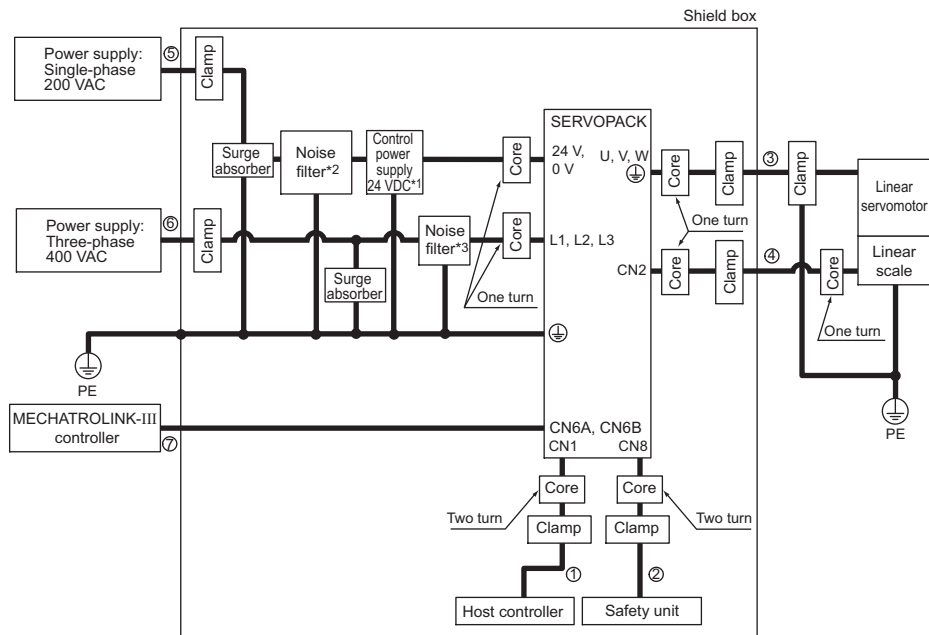 Shield box
Power supply:
Single-phase
200 VAC
⑤
Clamp
Surge
absorber
Noise
filter*2
Control
power
supply
24 VDC*1
Core
SERVOPACK
24 V,
0 V
U, V, W
Core
Clamp
③
Clamp
Linear
servomotor
Power supply:
Three-phase
400 VAC
⑥
Clamp
Noise
filter*3
Core
L1, L2, L3
One turn
Surge
absorber
One turn
CN2
Core
Clamp
④
Core
Linear
scale
One turn
PE
PE
MECHATROLINK-III
controller
⑦
CN6A, CN6B
CN1
CN8
Core
Core
Two turn
Two turn
Clamp
Clamp
①
②
Host controller
Safety unit